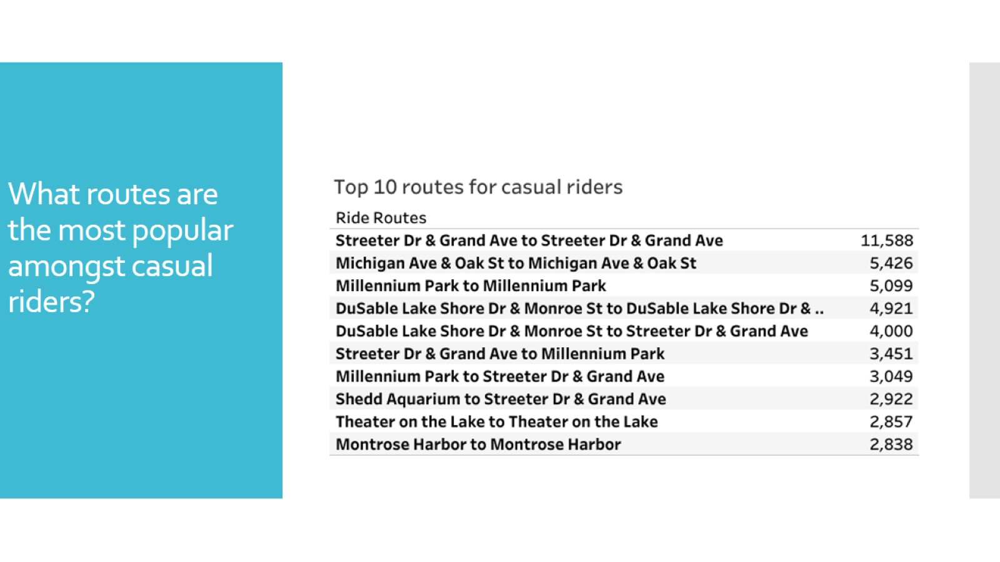 What routes are
the most popular
amongst casual
riders?
Top 10 routes for casual riders
Ride Routes
Streeter Dr & Grand Ave to Streeter Dr & Grand Ave 11,588
Michigan Ave & Oak St to Michigan Ave & Oak St 5,426
Millennium Park to Millennium Park 5,099
DuSable Lake Shore Dr & Monroe St to DuSable Lake Shore Dr & .. 4,921
DuSable Lake Shore Dr & Monroe St to Streeter Dr & Grand Ave 4,000
Streeter Dr & Grand Ave to Millennium Park 3,451
Millennium Park to Streeter Dr & Grand Ave 3,049
Shedd Aquarium to Streeter Dr & Grand Ave 2,922
Theater on the Lake to Theater on the Lake 2,857
Montrose Harbor to Montrose Harbor 2,838